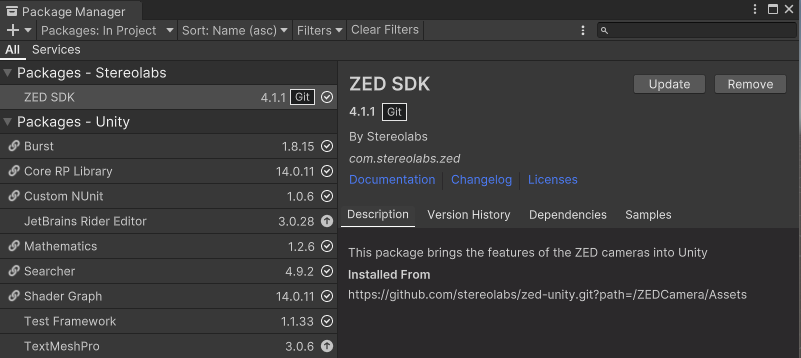 Package Manager
Packages: In Project Sort: Name (asc) Filters Clear Filters
All Services
Packages - Stereolabs
ZED SDK 4.1.1 Git
Packages - Unity
Burst 1.8.15
Core RP Library 14.0.11
Custom NUnit 1.0.6
JetBrains Rider Editor 3.0.28
Mathematics 1.2.6
Searcher 4.9.2
Shader Graph 14.0.11
Test Framework 1.1.33
TextMeshPro 3.0.6
ZED SDK Update Remove
4.1.1 Git
By Stereolabs
com.stereolabs.zed
Documentation Changelog Licenses
Description Version History Dependencies Samples
This package brings the features of the ZED cameras into Unity
Installed From
https://github.com/stereolabs/zed-unity.git?path=/ZEDCamera/Assets